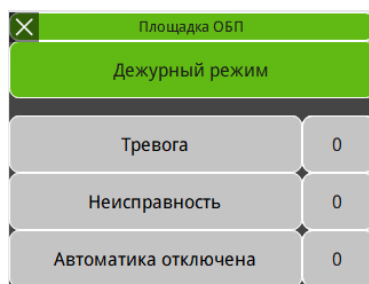 Площадка ОБП
Дежурный режим
Тревога 0
Неисправность 0
Автоматика отключена 0